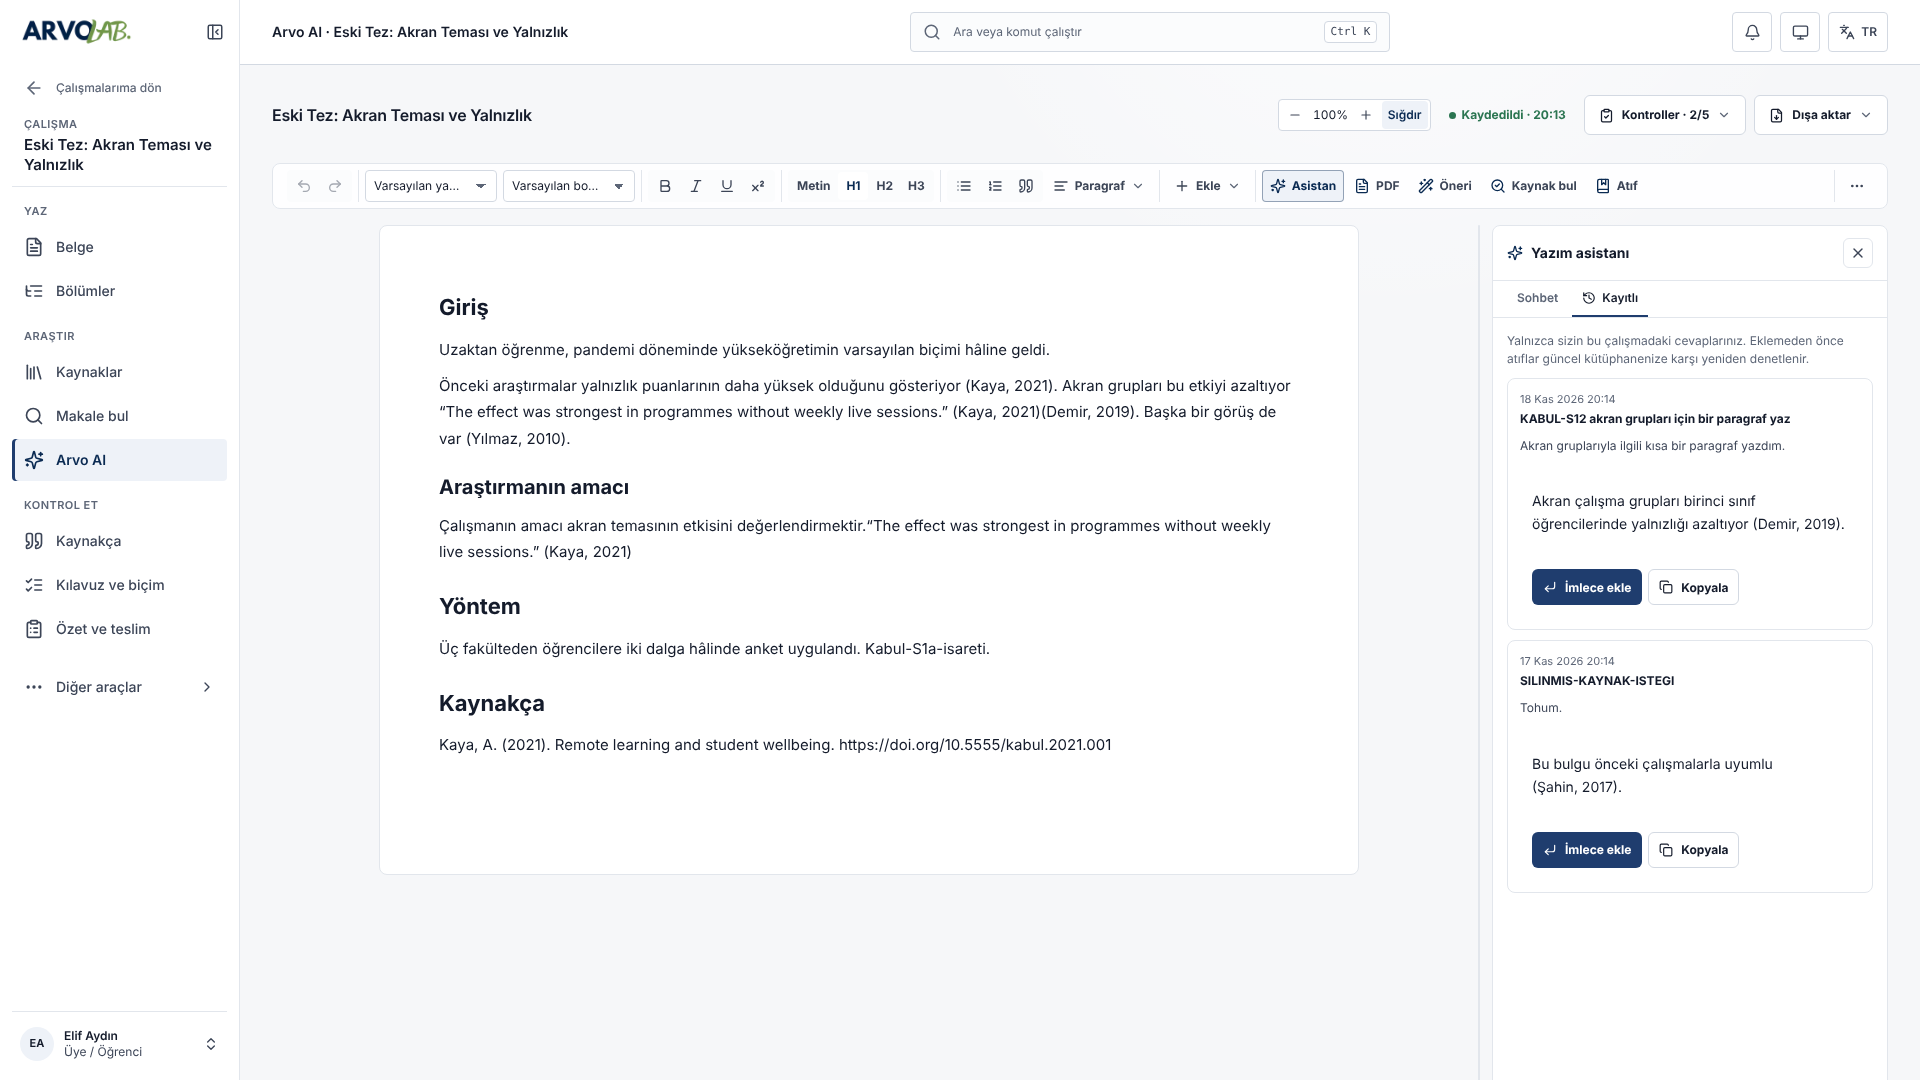 ARVOLAB.
Çalışmalarıma dön
ÇALIŞMA
Eski Tez: Akran Teması ve
Yalnızlık
YAZ
Belge
Bölümler
ARAŞTIR
Kaynaklar
Makale bul
Arvo AI
KONTROL ET
Kaynakça
Kılavuz ve biçim
Özet ve teslim
Diğer araçlar
EA
Elif Aydın
Üye / Öğrenci
Arvo AI · Eski Tez: Akran Teması ve Yalnızlık
Ara veya komut çalıştır
Ctrl K
TR
Eski Tez: Akran Teması ve Yalnızlık
100%
Sığdır
Kaydedildi · 20:13
Kontroller · 2/5
Dışa aktar
Varsayılan ya...
Varsayılan bo...
B I U x²
Metin H1 H2 H3
Paragraf
Ekle
Asistan
PDF
Öneri
Kaynak bul
Atıf
Giriş
Uzaktan öğrenme, pandemi döneminde yükseköğretimin varsayılan biçimi hâline geldi.
Önceki araştırmalar yalnızlık puanlarının daha yüksek olduğunu gösteriyor (Kaya, 2021). Akran grupları bu etkiyi azaltıyor
“The effect was strongest in programmes without weekly live sessions.” (Kaya, 2021)(Demir, 2019). Başka bir görüş de
var (Yılmaz, 2010).
Araştırmanın amacı
Çalışmanın amacı akran temasının etkisini değerlendirmektir.“The effect was strongest in programmes without weekly
live sessions.” (Kaya, 2021)
Yöntem
Üç fakülteden öğrencilere iki dalga hâlinde anket uygulandı. Kabul-S1a-isareti.
Kaynakça
Kaya, A. (2021). Remote learning and student wellbeing. https://doi.org/10.5555/kabul.2021.001
Yazım asistanı
Sohbet
Kayıtlı
Yalnızca sizin bu çalışmadaki cevaplarınız. Eklemeden önce
atıflar güncel kütüphanenize karşı yeniden denetlenir.
18 Kas 2026 20:14
KABUL-S12 akran grupları için bir paragraf yaz
Akran gruplarıyla ilgili kısa bir paragraf yazdım.
Akran çalışma grupları birinci sınıf
öğrencilerinde yalnızlığı azaltıyor (Demir, 2019).
İmlece ekle
Kopyala
17 Kas 2026 20:14
SILINMIS-KAYNAK-ISTEGI
Tohum.
Bu bulgu önceki çalışmalarla uyumlu
(Şahin, 2017).
İmlece ekle
Kopyala